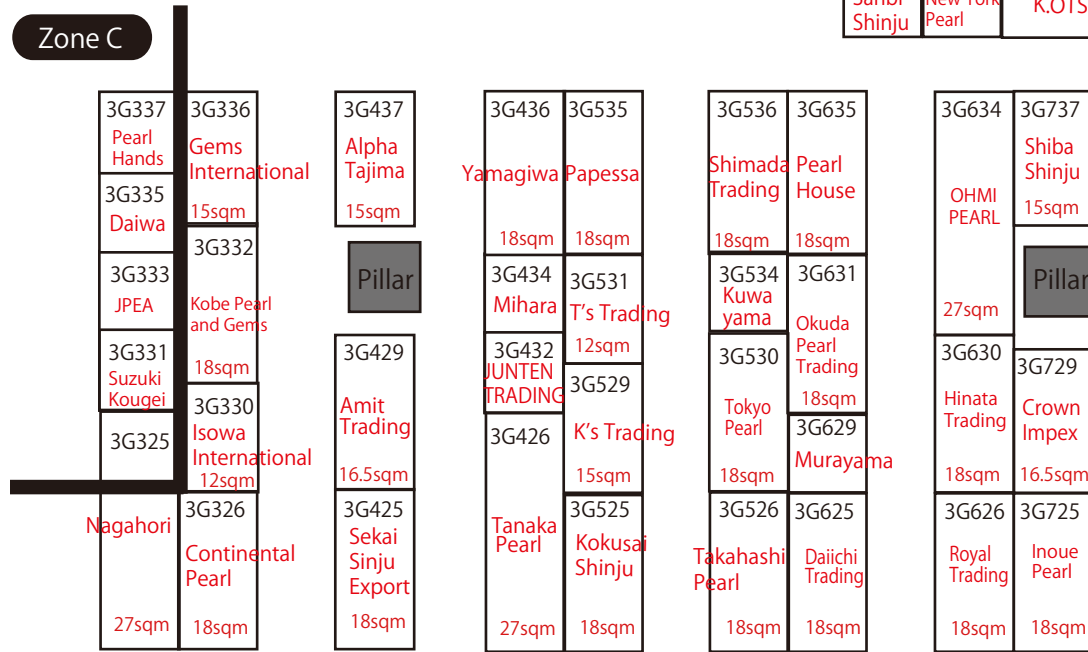 Sanbi
Shinju
New York
Pearl
K.OTS
Zone C
3G337
Pearl
Hands
3G335
Daiwa
3G333
JPEA
3G331
Suzuki
Kougei
3G325
Nagahori
27sqm
3G336
Gems
International
15sqm
3G332
Kobe Pearl
and Gems
18sqm
3G330
Isowa
International
12sqm
3G326
Continental
Pearl
18sqm
3G437
Alpha
Tajima
15sqm
Pillar
3G429
Amit
Trading
16.5sqm
3G425
Sekai
Sinju
Export
18sqm
3G436
Yamagiwa
18sqm
3G434
Mihara
3G432
JUNTEN
TRADING
3G426
Tanaka
Pearl
27sqm
3G535
Papessa
18sqm
3G531
T's Trading
12sqm
3G529
K's Trading
15sqm
3G525
Kokusai
Shinju
18sqm
3G536
Shimada
Trading
18sqm
3G534
Kuwa
yama
3G530
Tokyo
Pearl
18sqm
3G526
Takahashi
Pearl
18sqm
3G635
Pearl
House
18sqm
3G631
Okuda
Pearl
Trading
18sqm
3G629
Murayama
3G625
Daiichi
Trading
18sqm
3G634
OHMI
PEARL
27sqm
3G630
Hinata
Trading
18sqm
3G626
Royal
Trading
18sqm
3G737
Shiba
Shinju
15sqm
Pillar
3G729
Crown
Impex
16.5sqm
3G725
Inoue
Pearl
18sqm